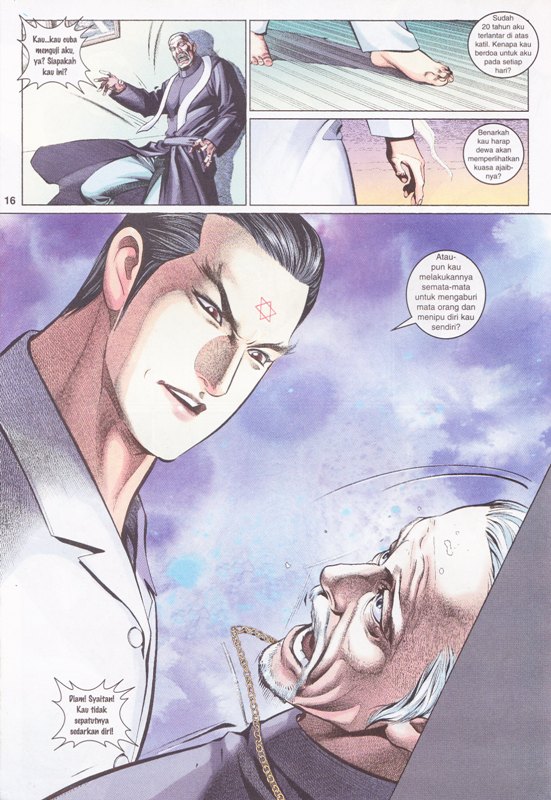 Kau..kau cuba
menguji aku,
ya? Siapakah
kau ini?
Sudah
20 tahun aku
terlantar di atas
katil. Kenapa kau
berdoa untuk aku
pada setiap
hari?
Benarkah
kau harap
dewa akan
memperlihatkan
kuasa ajaib-
nya?
16
Atau-
pun kau
melakukannya
semata-mata
untuk mengaburi
mata orang dan
menipu diri kau
sendiri?
Diam! Syaitan!
Kau tidak
sepatutnya
sedarkan diri!